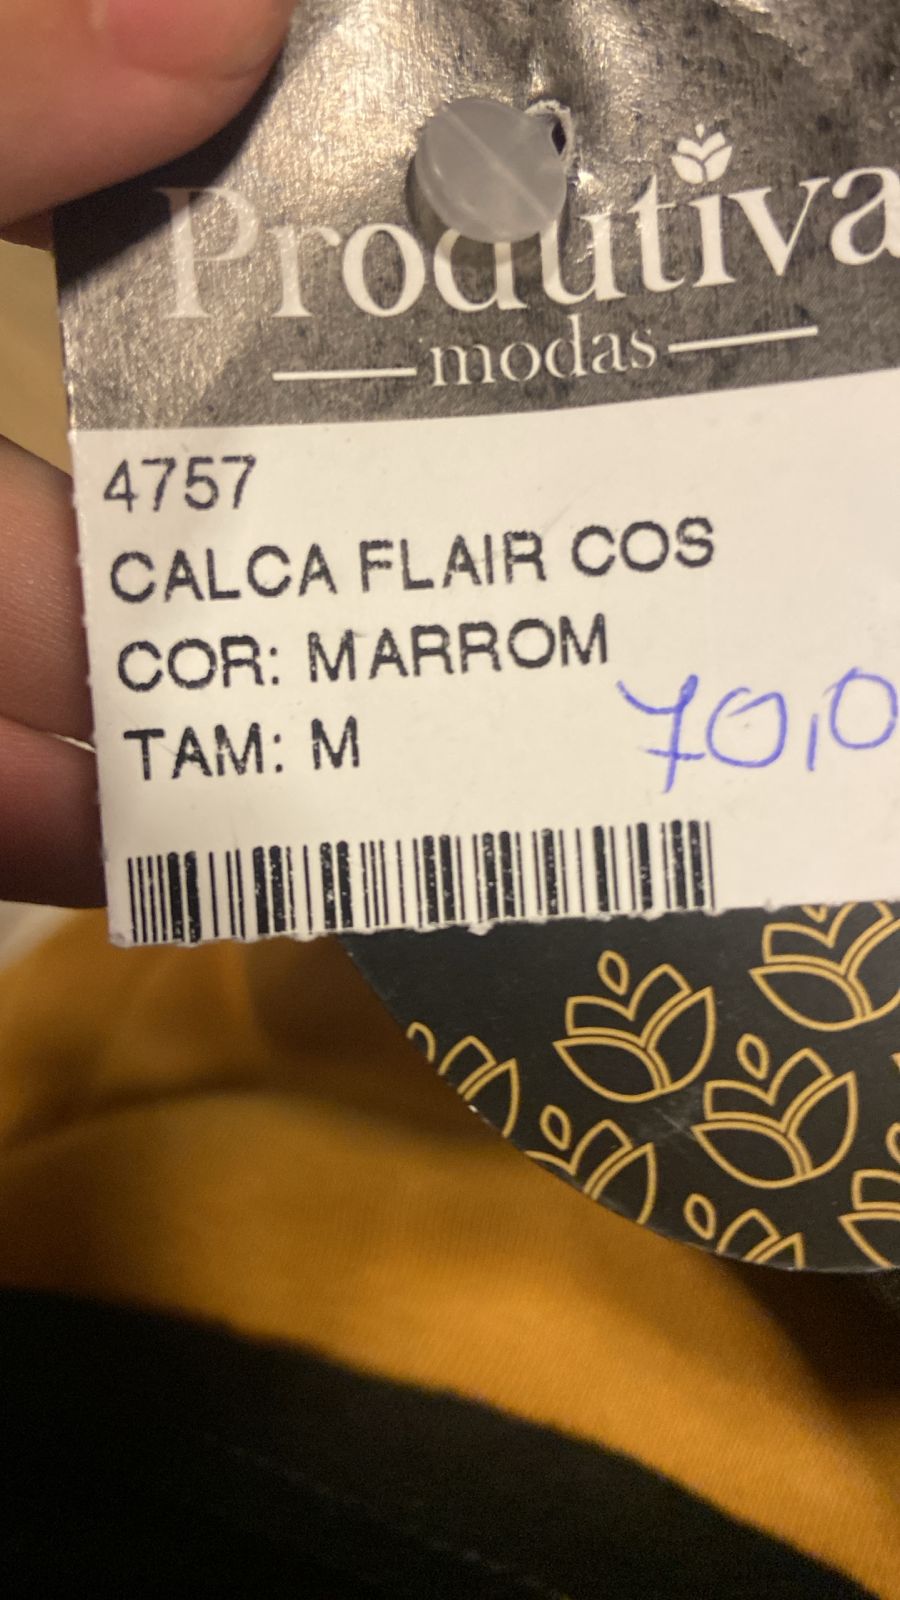 Produtiva
modas
4757
CALCA FLAIR COS
COR: MARROM
TAM: M
70,0